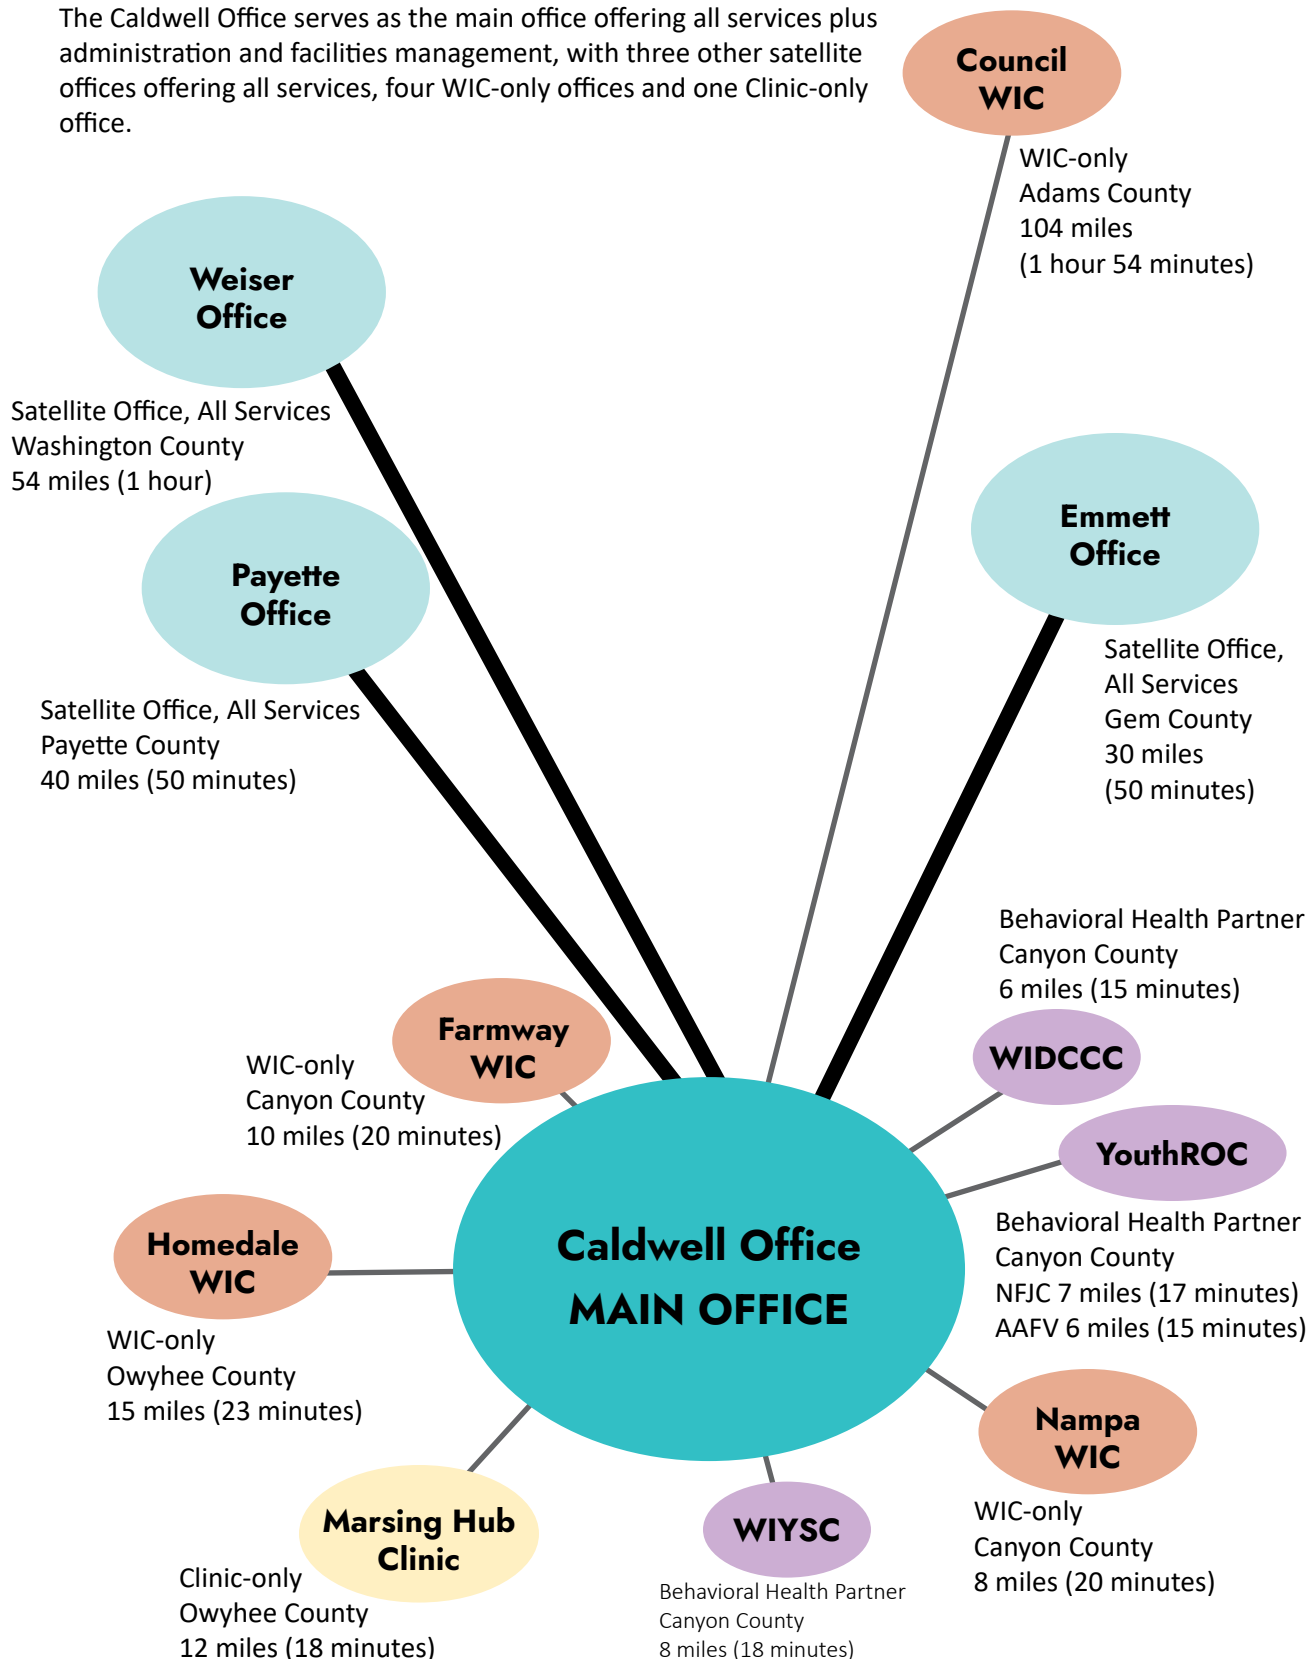 The Caldwell Office serves as the main office offering all services plus
administration and facilities management, with three other satellite
offices offering all services, four WIC-only offices and one Clinic-only
office.
Council
WIC
WIC-only
Adams County
104 miles
(1 hour 54 minutes)
Weiser
Office
Satellite Office, All Services
Washington County
54 miles (1 hour)
Payette
Office
Satellite Office, All Services
Payette County
40 miles (50 minutes)
Emmett
Office
Satellite Office,
All Services
Gem County
30 miles
(50 minutes)
Behavioral Health Partner
Canyon County
6 miles (15 minutes)
WIDCCC
Farmway
WIC
WIC-only
Canyon County
10 miles (20 minutes)
YouthROC
Behavioral Health Partner
Canyon County
NFJC 7 miles (17 minutes)
AAFV 6 miles (15 minutes)
Homedale
WIC
WIC-only
Owyhee County
15 miles (23 minutes)
Caldwell Office
MAIN OFFICE
Nampa
WIC
WIC-only
Canyon County
8 miles (20 minutes)
Marsing Hub
Clinic
Clinic-only
Owyhee County
12 miles (18 minutes)
WIYSC
Behavioral Health Partner
Canyon County
8 miles (18 minutes)